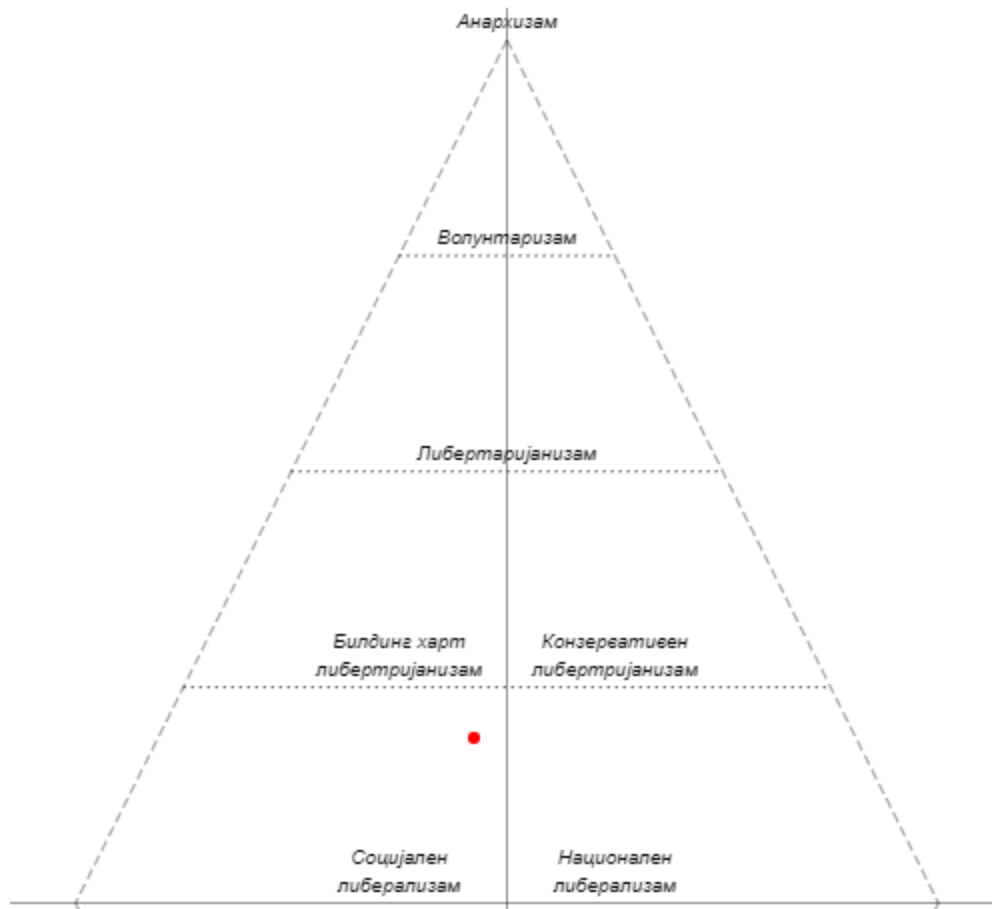 Анархизам
Волунтаризам
Либертаријанизам
Билдинг харт
либертријанизам
Конзервативен
либертријанизам
Социјален
либерализам
Национален
либерализам